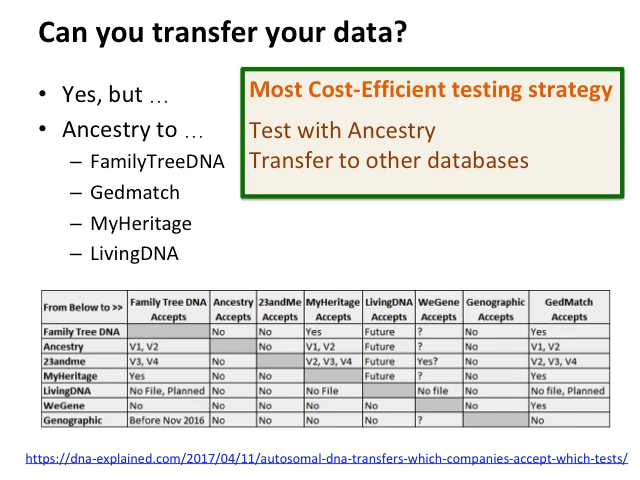 Can you transfer your data?
• Yes, but …
• Ancestry to …
– FamilyTreeDNA
– Gedmatch
– MyHeritage
– LivingDNA
Most Cost-Efficient testing strategy
Test with Ancestry
Transfer to other databases
From Below to >> Family Tree DNA Accepts Ancestry Accepts 23andMe Accepts MyHeritage Accepts LivingDNA Accepts WeGene Accepts Genographic Accepts GedMatch Accepts
Family Tree DNA No No Yes Future ? No Yes
Ancestry V1, V2 No V1, V2 Future ? No V1, V2
23andme V3, V4 No V2, V3, V4 Future Yes? No V2, V3, V4
MyHeritage Yes No No Future ? No Yes
LivingDNA No File, Planned No No No File No file No No file, Planned
WeGene No No No No No No Yes
Genographic Before Nov 2016 No No No No ? No
https://dna-explained.com/2017/04/11/autosomal-dna-transfers-which-companies-accept-which-tests/